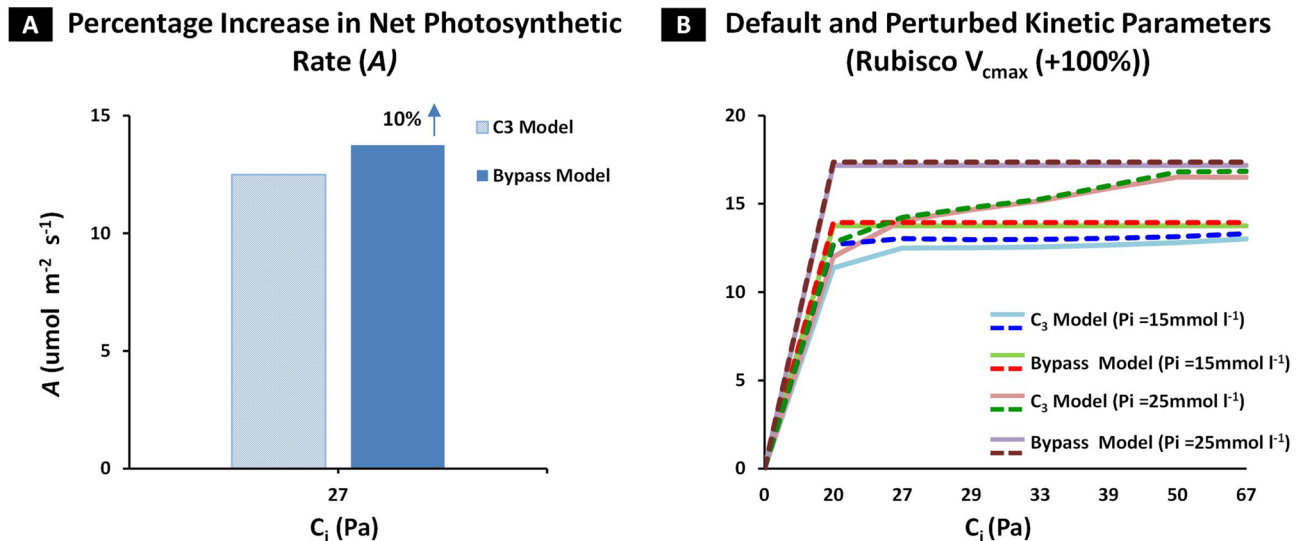 A Percentage Increase in Net Photosynthetic
Rate (A)
15
10
5
0
10%
C3 Model
Bypass Model
A (umol m⁻² s⁻¹)
27
Cᵢ (Pa)
B Default and Perturbed Kinetic Parameters
(Rubisco V_cmax (+100%))
20
15
10
5
0
C₃ Model (Pi =15mmol l⁻¹)
Bypass Model (Pi =15mmol l⁻¹)
C₃ Model (Pi =25mmol l⁻¹)
Bypass Model (Pi =25mmol l⁻¹)
0 20 27 29 33 39 50 67
Cᵢ (Pa)